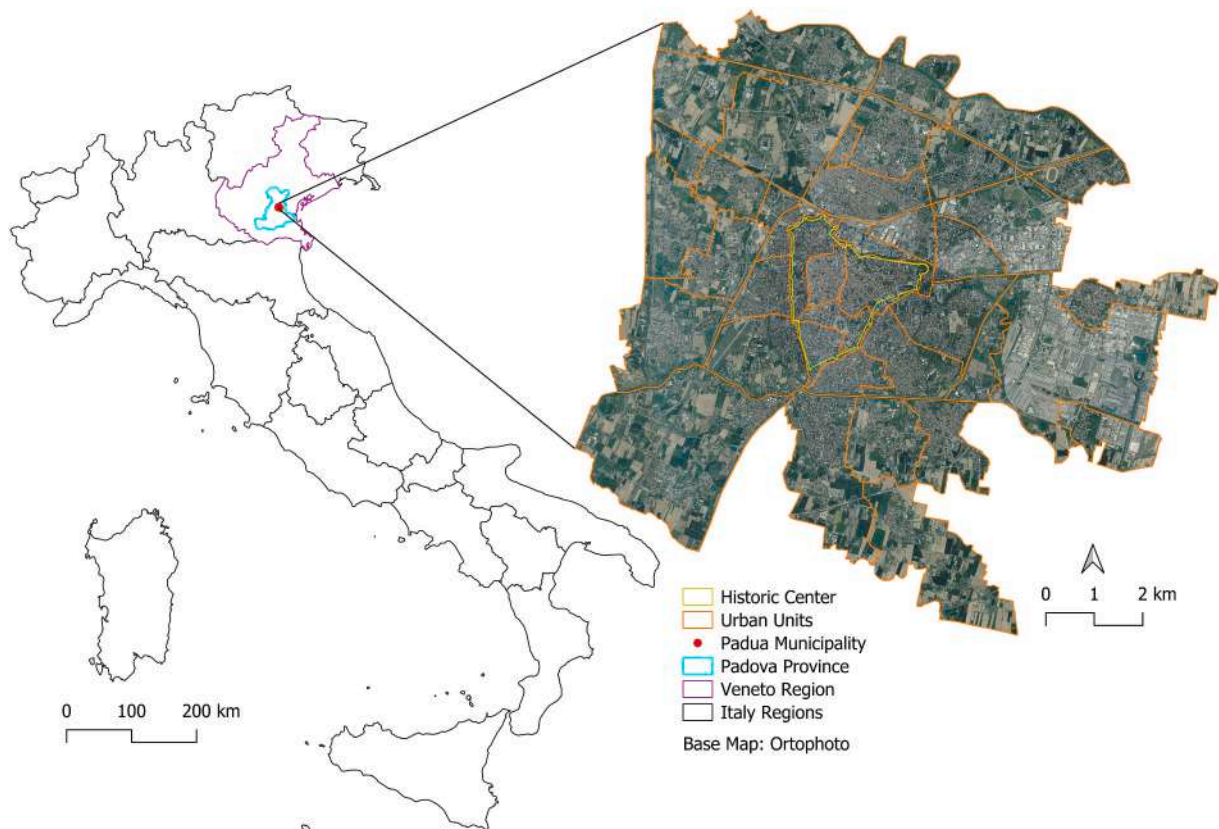 Historic Center
Urban Units
Padua Municipality
Padova Province
Veneto Region
Italy Regions
Base Map: Ortophoto
0 1 2 km
0 100 200 km